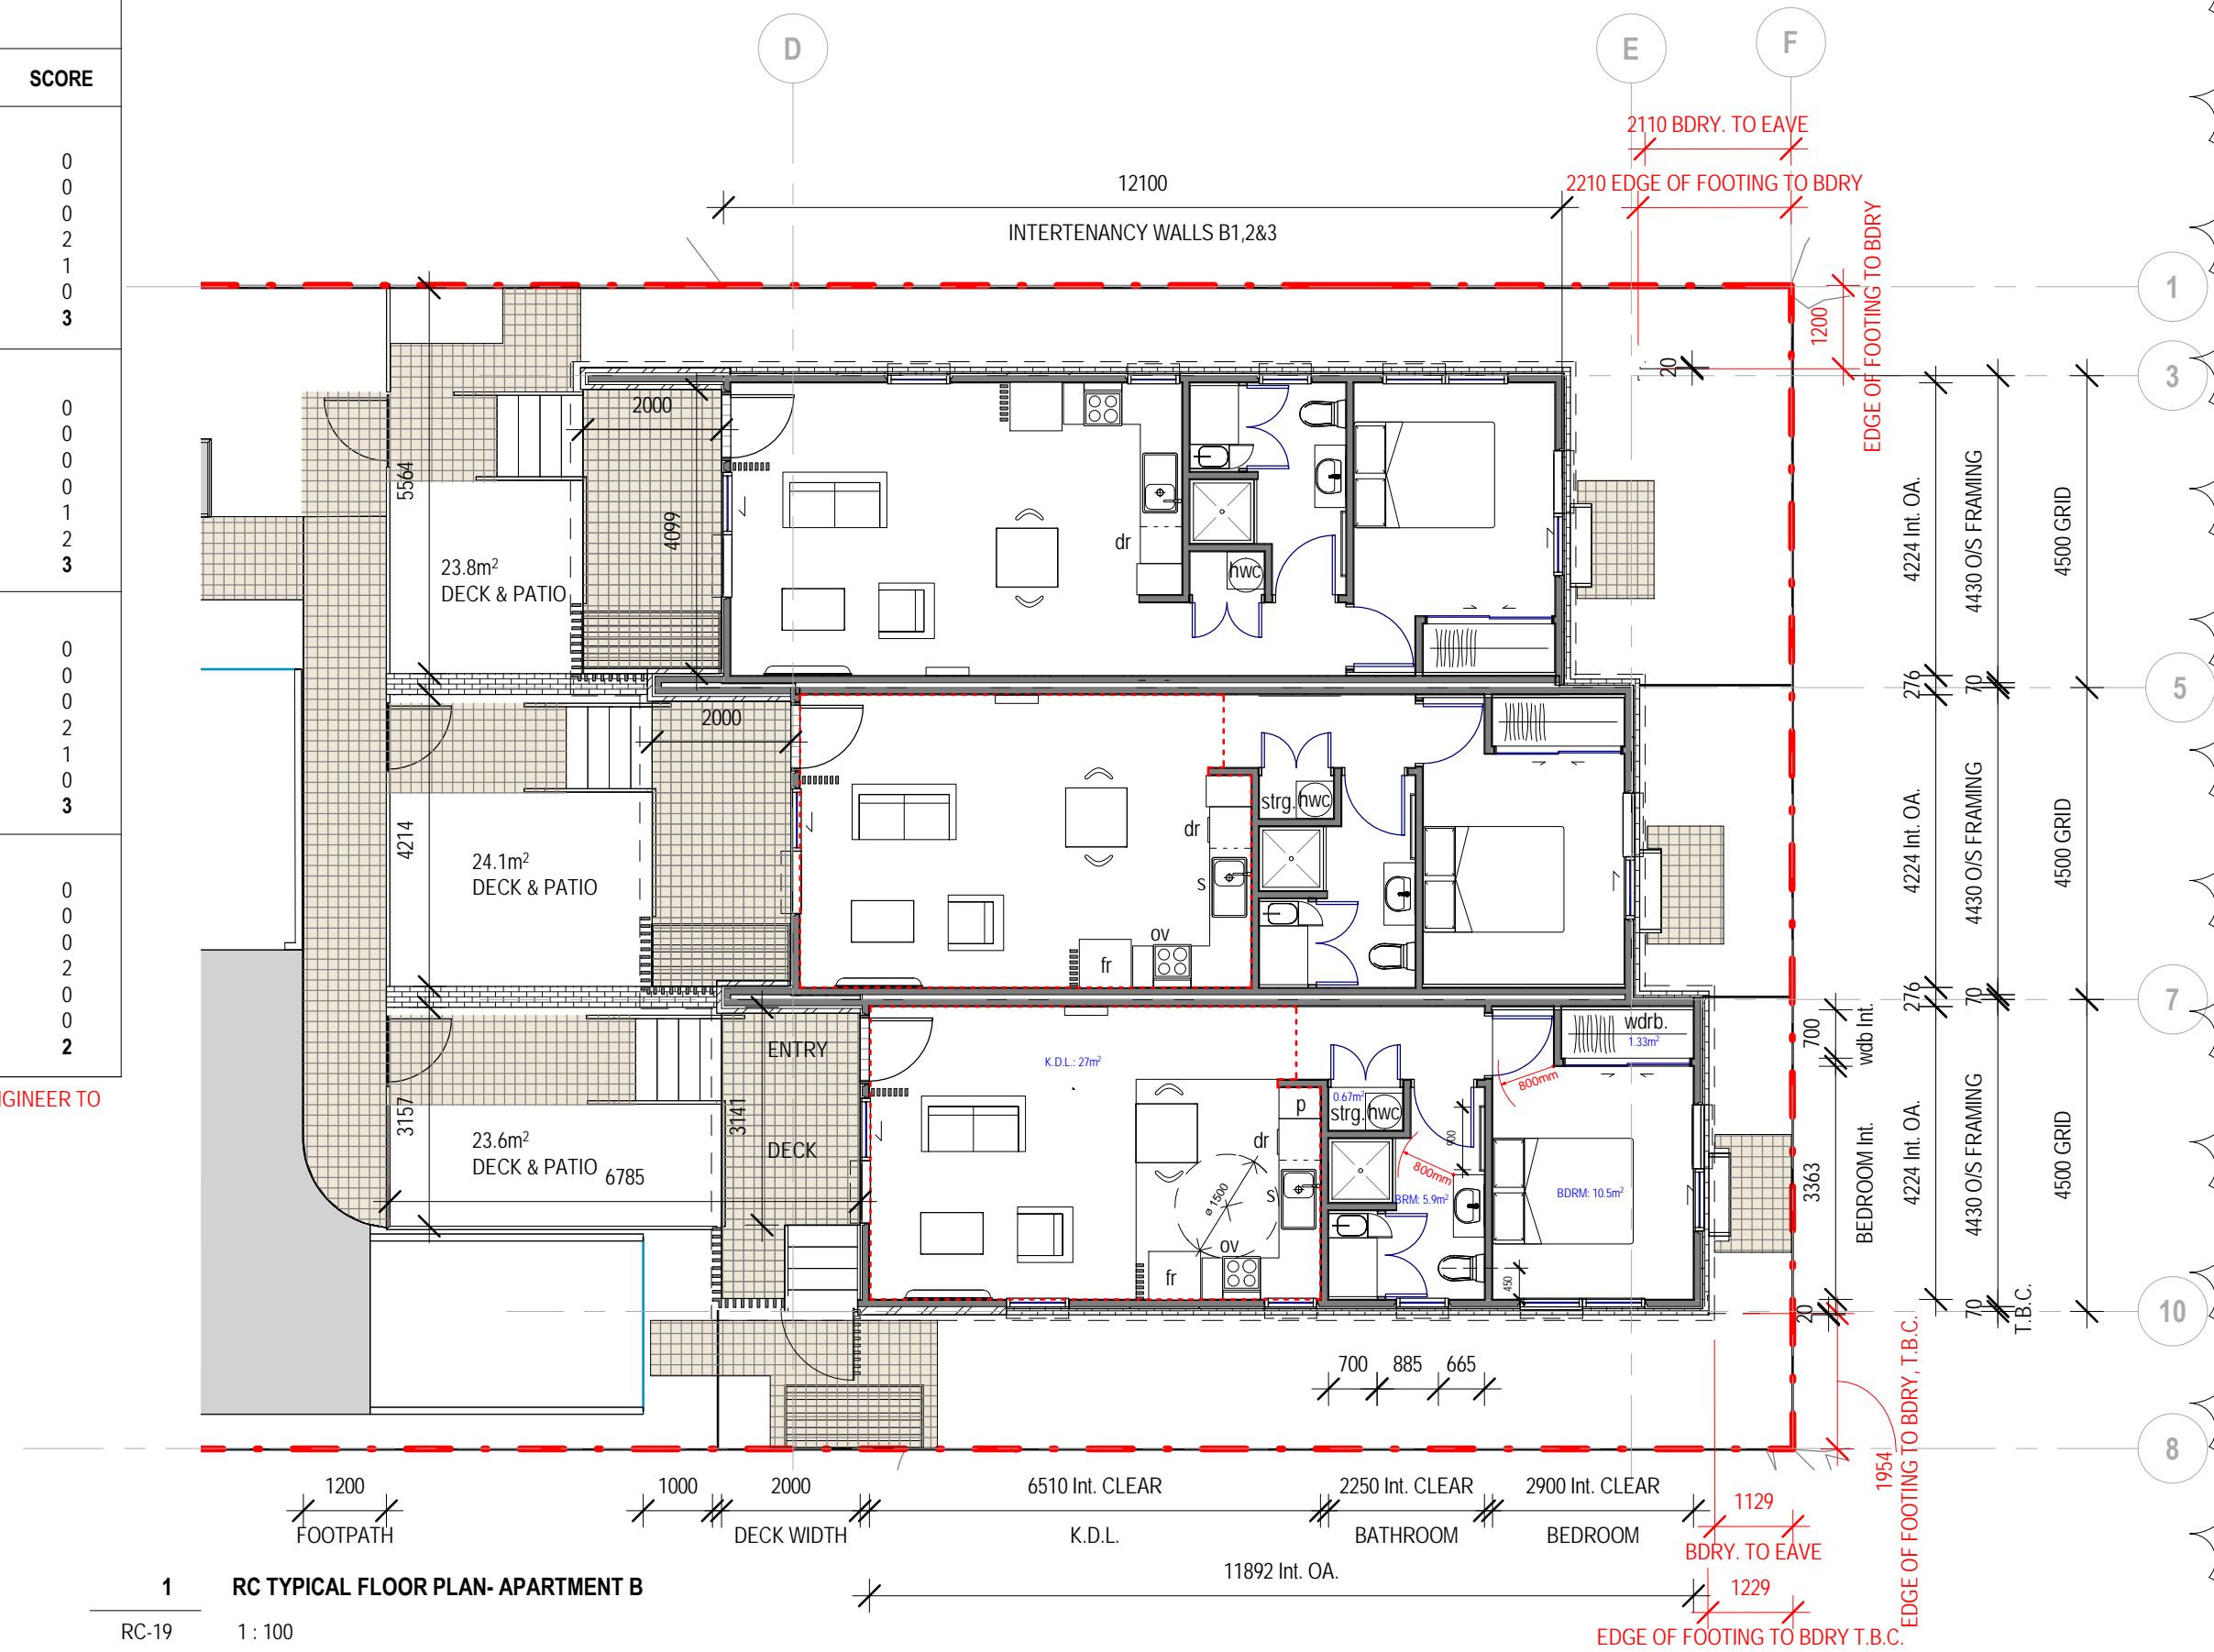 SCORE
0
0
0
2
1
0
3
0
0
0
0
1
2
3
0
0
0
2
1
0
3
0
0
0
2
0
0
2
GINEER TO
D
E
F
2110 BDRY. TO EAVE
12100
2210 EDGE OF FOOTING TO BDRY
INTERTENANCY WALLS B1,2&3
EDGE OF FOOTING TO BDRY
1200
20
1
3
5
7
10
8
2000
5564
4099
23.8m²
DECK & PATIO
dr
hwc
4224 Int. OA.
4430 O/S FRAMING
4500 GRID
276
70
2000
4214
24.1m²
DECK & PATIO
strg.
hwc
dr
s
ov
fr
4224 Int. OA.
4430 O/S FRAMING
4500 GRID
276
70
ENTRY
K.D.L.: 27m²
wdrb.
1.33m²
800mm
700
wdb Int.
3157
3141
23.6m²
DECK & PATIO
6785
DECK
p
dr
s
ø 1500
ov
fr
0.67m²
strg.
hwc
900
800mm
BRM: 5.9m²
450
BDRM: 10.5m²
3363
BEDROOM Int.
4224 Int. OA.
4430 O/S FRAMING
4500 GRID
20
70
T.B.C.
700
885
665
1954
EDGE OF FOOTING TO BDRY, T.B.C.
1200
FOOTPATH
1000
2000
DECK WIDTH
6510 Int. CLEAR
K.D.L.
2250 Int. CLEAR
BATHROOM
2900 Int. CLEAR
BEDROOM
1129
BDRY. TO EAVE
11892 Int. OA.
1229
EDGE OF FOOTING TO BDRY T.B.C.
1
RC TYPICAL FLOOR PLAN- APARTMENT B
RC-19
1 : 100